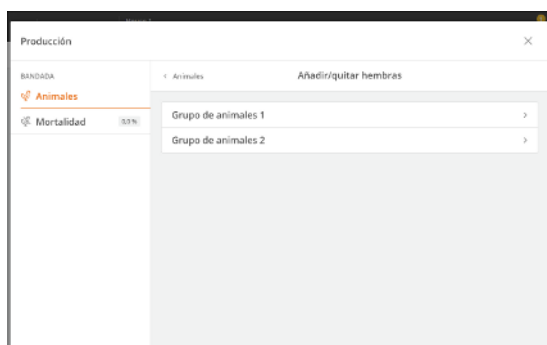 Producción
BANDADA
Animales
Mortalidad 0,0 %
Animales
Añadir/quitar hembras
Grupo de animales 1
Grupo de animales 2